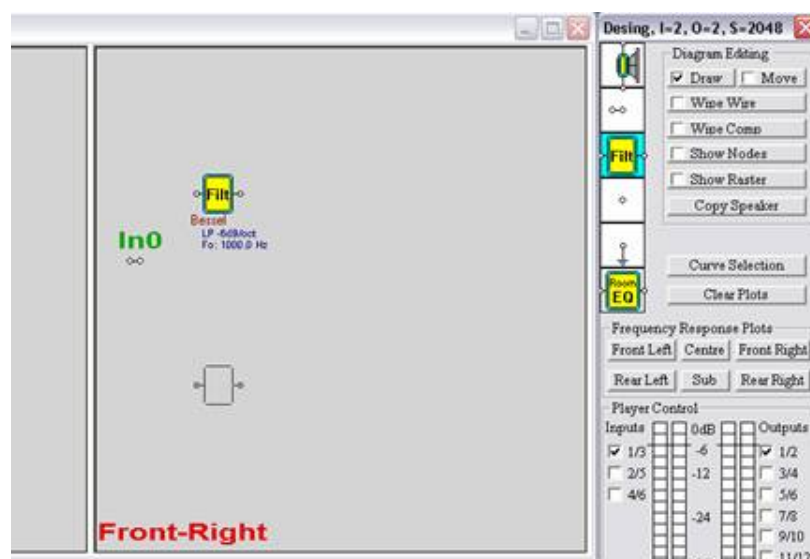 Desing, I=2, O=2, S=2048
Diagram Editing
Draw Move
Wipe Wire
Wipe Comp
Filt
Show Nodes
Show Raster
Copy Speaker
Filt
Bessel
LP -6dB/oct
Fo: 1000.0 Hz
In0
Curve Selection
Room
EQ
Clear Plots
Frequency Response Plots
Front Left Centre Front Right
Rear Left Sub Rear Right
Player Control
Inputs 0dB Outputs
1/3 -6 1/2
2/5 -12 3/4
4/6 5/6
-24 7/8
9/10
11/12
Front-Right